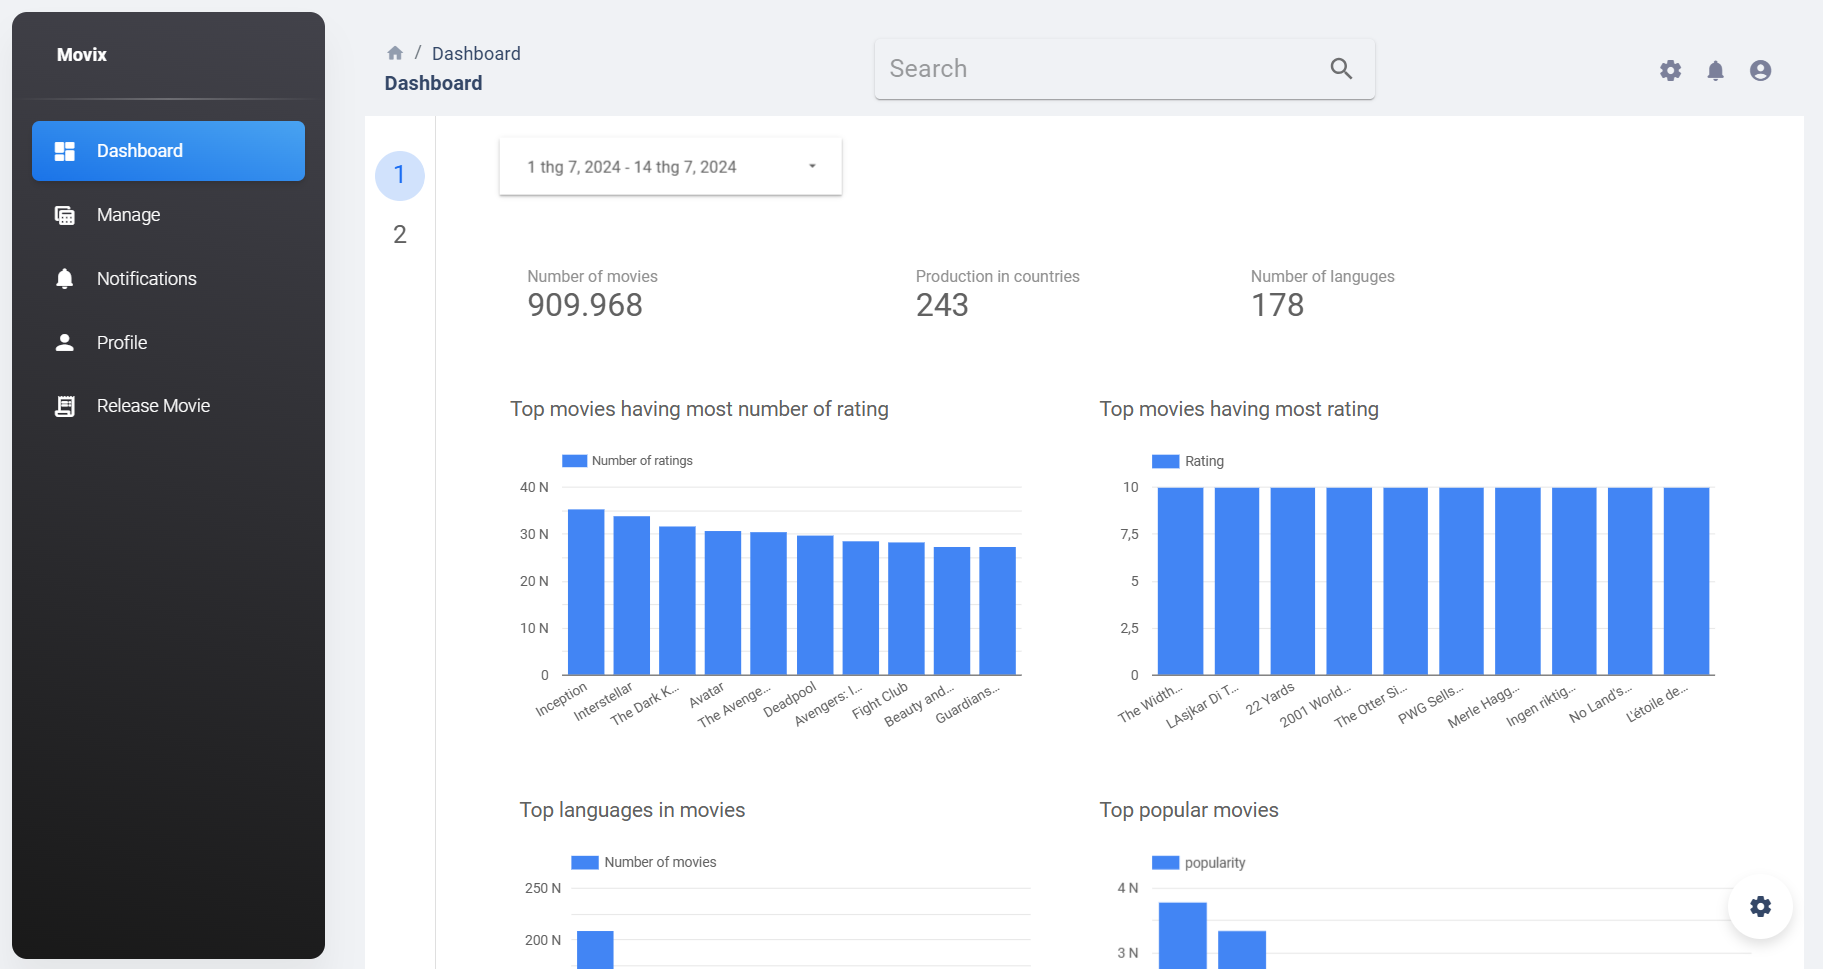 Movix
Dashboard
Manage
Notifications
Profile
Release Movie
/ Dashboard
Dashboard
Search
1
2
1 thg 7, 2024 - 14 thg 7, 2024
Number of movies
909.968
Production in countries
243
Number of languges
178
Top movies having most number of rating
Number of ratings
40 N
30 N
20 N
10 N
0
Inception
Interstellar
The Dark K...
Avatar
The Avenge...
Deadpool
Avengers: I...
Fight Club
Beauty and...
Guardians...
Top movies having most rating
Rating
10
7,5
5
2,5
0
The Width...
LAsjkar Di T...
22 Yards
2001 World...
The Otter Si...
PWG Sells...
Merle Hagg...
Ingen riktig...
No Land's...
L'étoile de...
Top languages in movies
Number of movies
250 N
200 N
Top popular movies
popularity
4 N
3 N